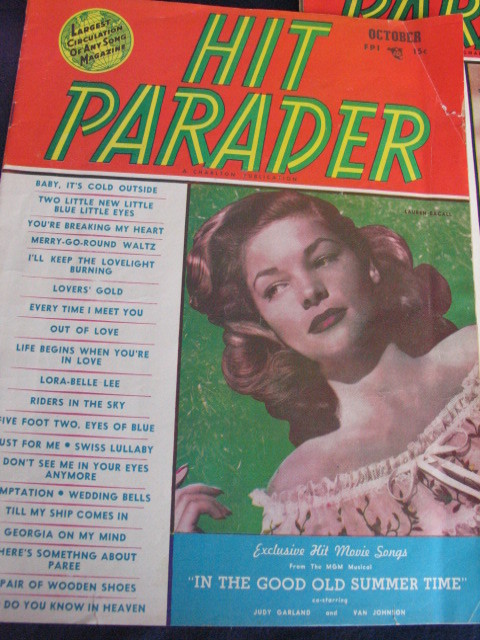 LARGEST
CIRCULATION
OF ANY SONG
MAGAZINE
HIT
PARADER
OCTOBER
15¢
A CHARLTON PUBLICATION
BABY, IT'S COLD OUTSIDE
TWO LITTLE NEW LITTLE
BLUE LITTLE EYES
YOU'RE BREAKING MY HEART
MERRY-GO-ROUND WALTZ
I'LL KEEP THE LOVELIGHT
BURNING
LOVERS' GOLD
EVERY TIME I MEET YOU
OUT OF LOVE
LIFE BEGINS WHEN YOU'RE
IN LOVE
LORA-BELLE LEE
RIDERS IN THE SKY
FIVE FOOT TWO, EYES OF BLUE
UST FOR ME • SWISS LULLABY
DON'T SEE ME IN YOUR EYES
ANYMORE
MPTATION • WEDDING BELLS
TILL MY SHIP COMES IN
GEORGIA ON MY MIND
HERE'S SOMETHNG ABOUT
PAREE
PAIR OF WOODEN SHOES
DO YOU KNOW IN HEAVEN
LAUREN BACALL
Exclusive Hit Movie Songs
From The MGM Musical
"IN THE GOOD OLD SUMMER TIME"
co-starring
JUDY GARLAND and VAN JOHNSON